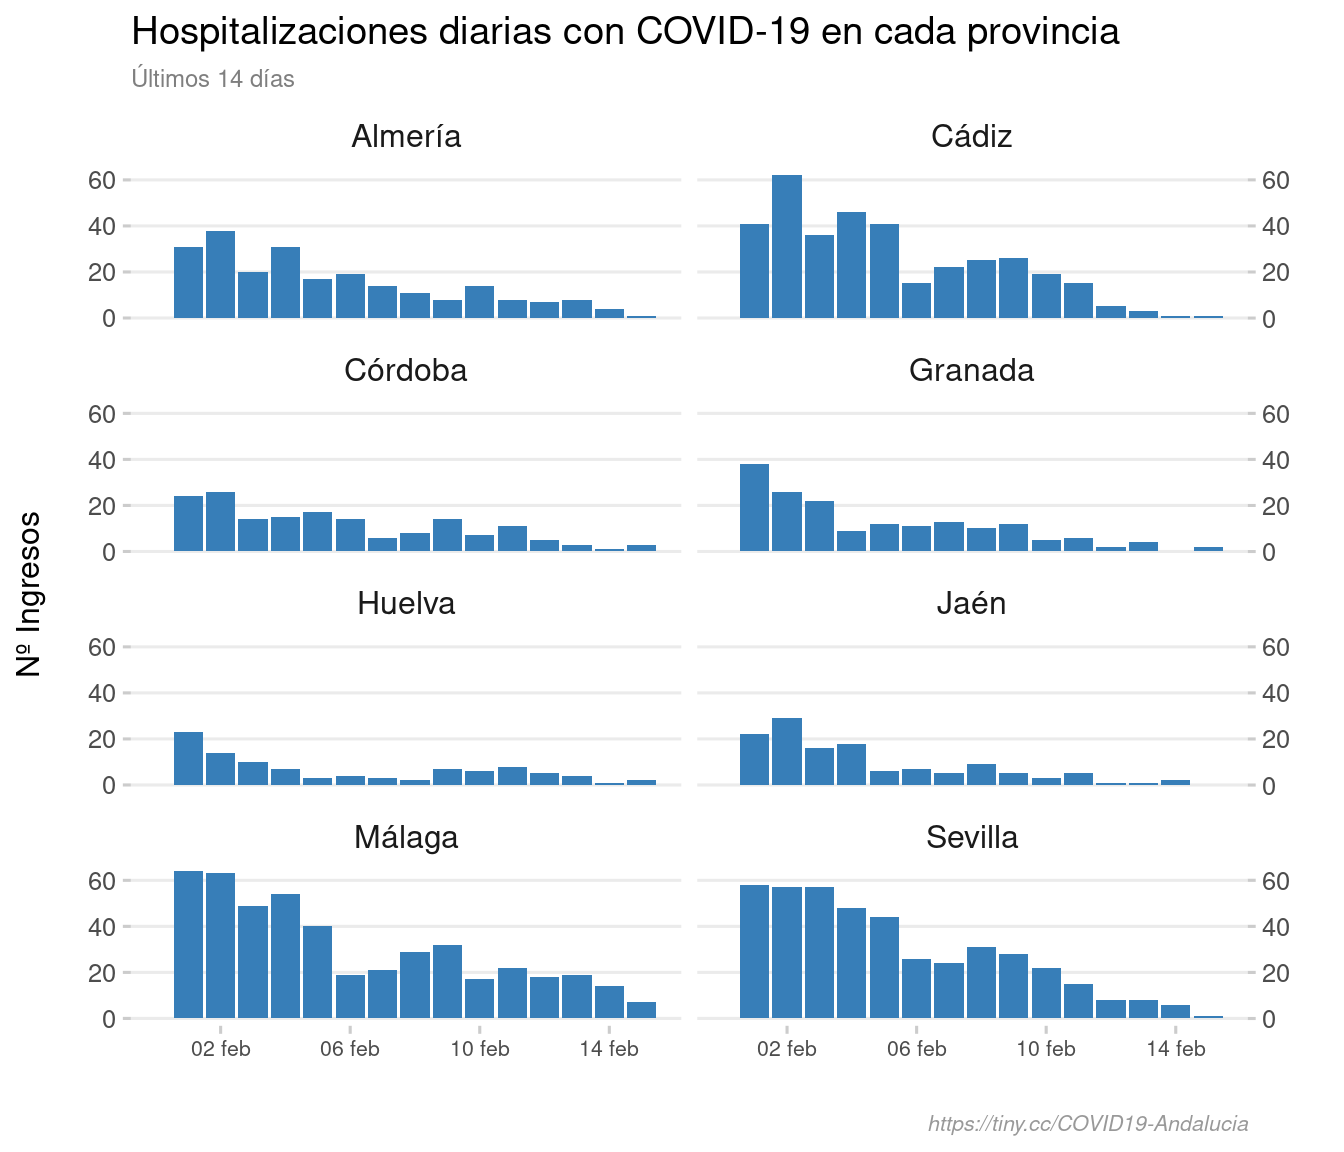 Hospitalizaciones diarias con COVID-19 en cada provincia
Últimos 14 días
Almería
Cádiz
60
60
40
40
20
20
0
0
Córdoba
Granada
60
60
40
40
20
20
0
0
Nº Ingresos
Huelva
Jaén
60
60
40
40
20
20
0
0
Málaga
Sevilla
60
60
40
40
20
20
0
0
02 feb 06 feb 10 feb 14 feb
02 feb 06 feb 10 feb 14 feb
https://tiny.cc/COVID19-Andalucia